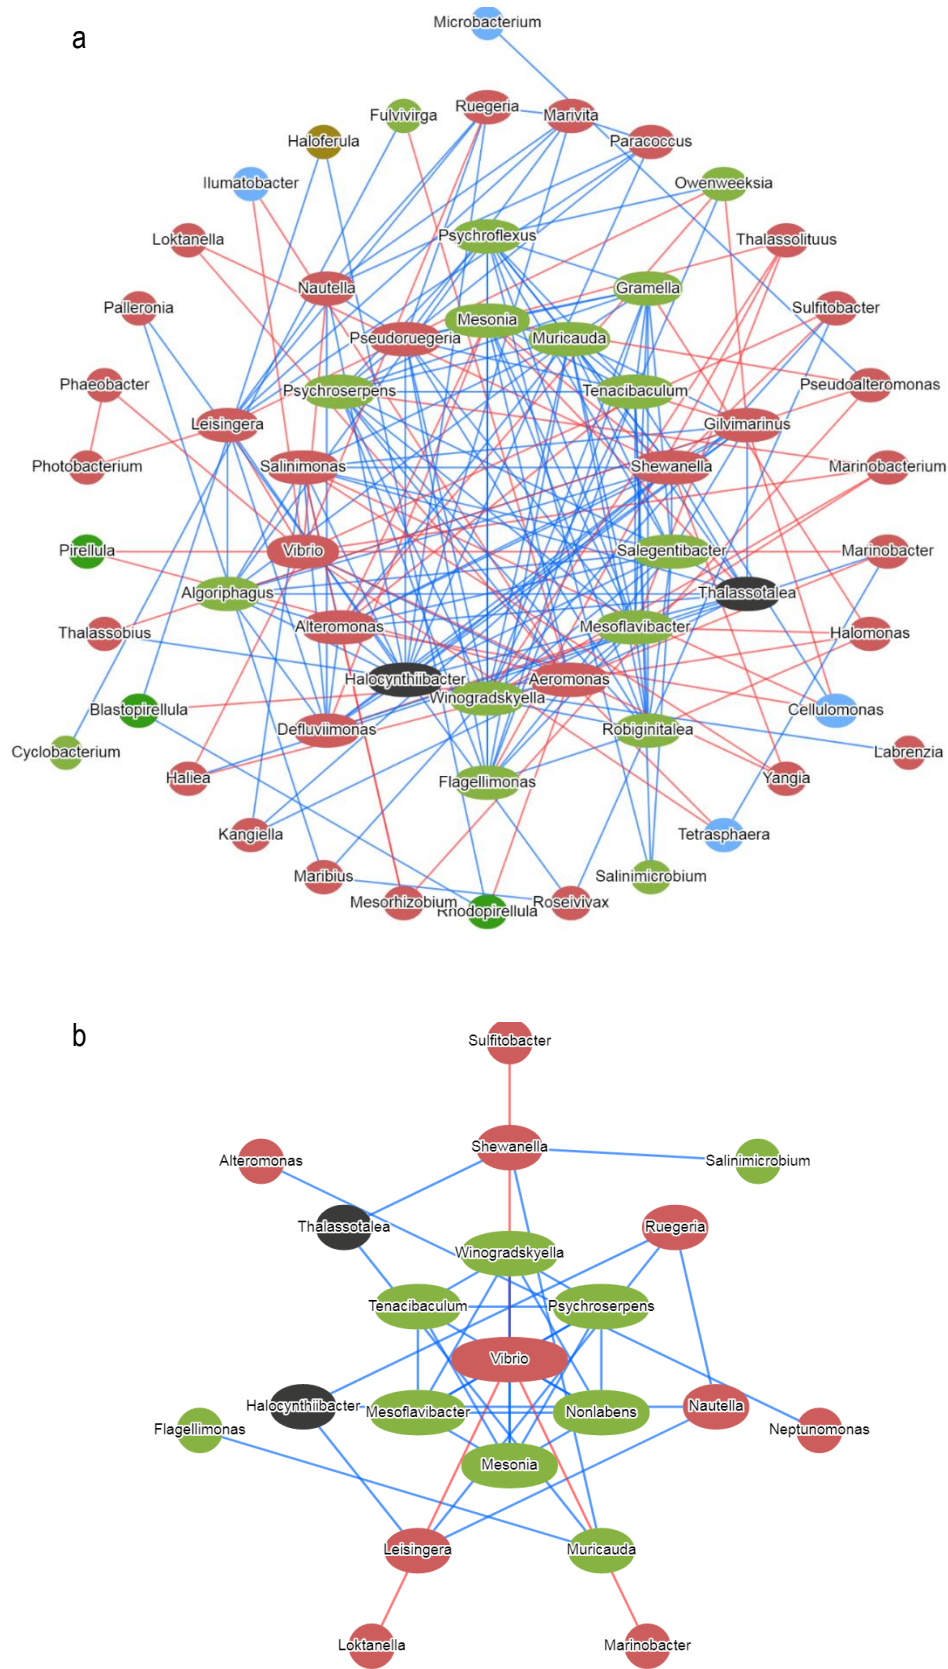 a
Microbacterium
Ruegeria
Fulvivirga
Marivita
Haloferula
Paracoccus
Ilumatobacter
Owenweeksia
Loktanella
Psychroflexus
Thalassolituus
Nautella
Gramella
Palleronia
Mesonia
Sulfitobacter
Pseudoruegeria
Muricauda
Phaeobacter
Psychroserpens
Tenacibaculum
Pseudoalteromonas
Leisingera
Gilvimarinus
Photobacterium
Salinimonas
Shewanella
Marinobacterium
Pirellula
Vibrio
Salegentibacter
Marinobacter
Algoriphagus
Thalassotalea
Thalassobius
Alteromonas
Mesoflavibacter
Halomonas
Halocynthiibacter
Aeromonas
Winogradskyella
Blastopirellula
Cellulomonas
Defluviimonas
Robiginitalea
Cyclobacterium
Labrenzia
Haliea
Flagellimonas
Yangia
Kangiella
Tetrasphaera
Maribius
Salinimicrobium
Mesorhizobium
Rhodopirellula
Roseivivax
b
Sulfitobacter
Shewanella
Alteromonas
Salinimicrobium
Thalassotalea
Ruegeria
Winogradskyella
Tenacibaculum
Psychroserpens
Vibrio
Halocynthiibacter
Mesoflavibacter
Nonlabens
Nautella
Flagellimonas
Neptunomonas
Mesonia
Leisingera
Muricauda
Loktanella
Marinobacter